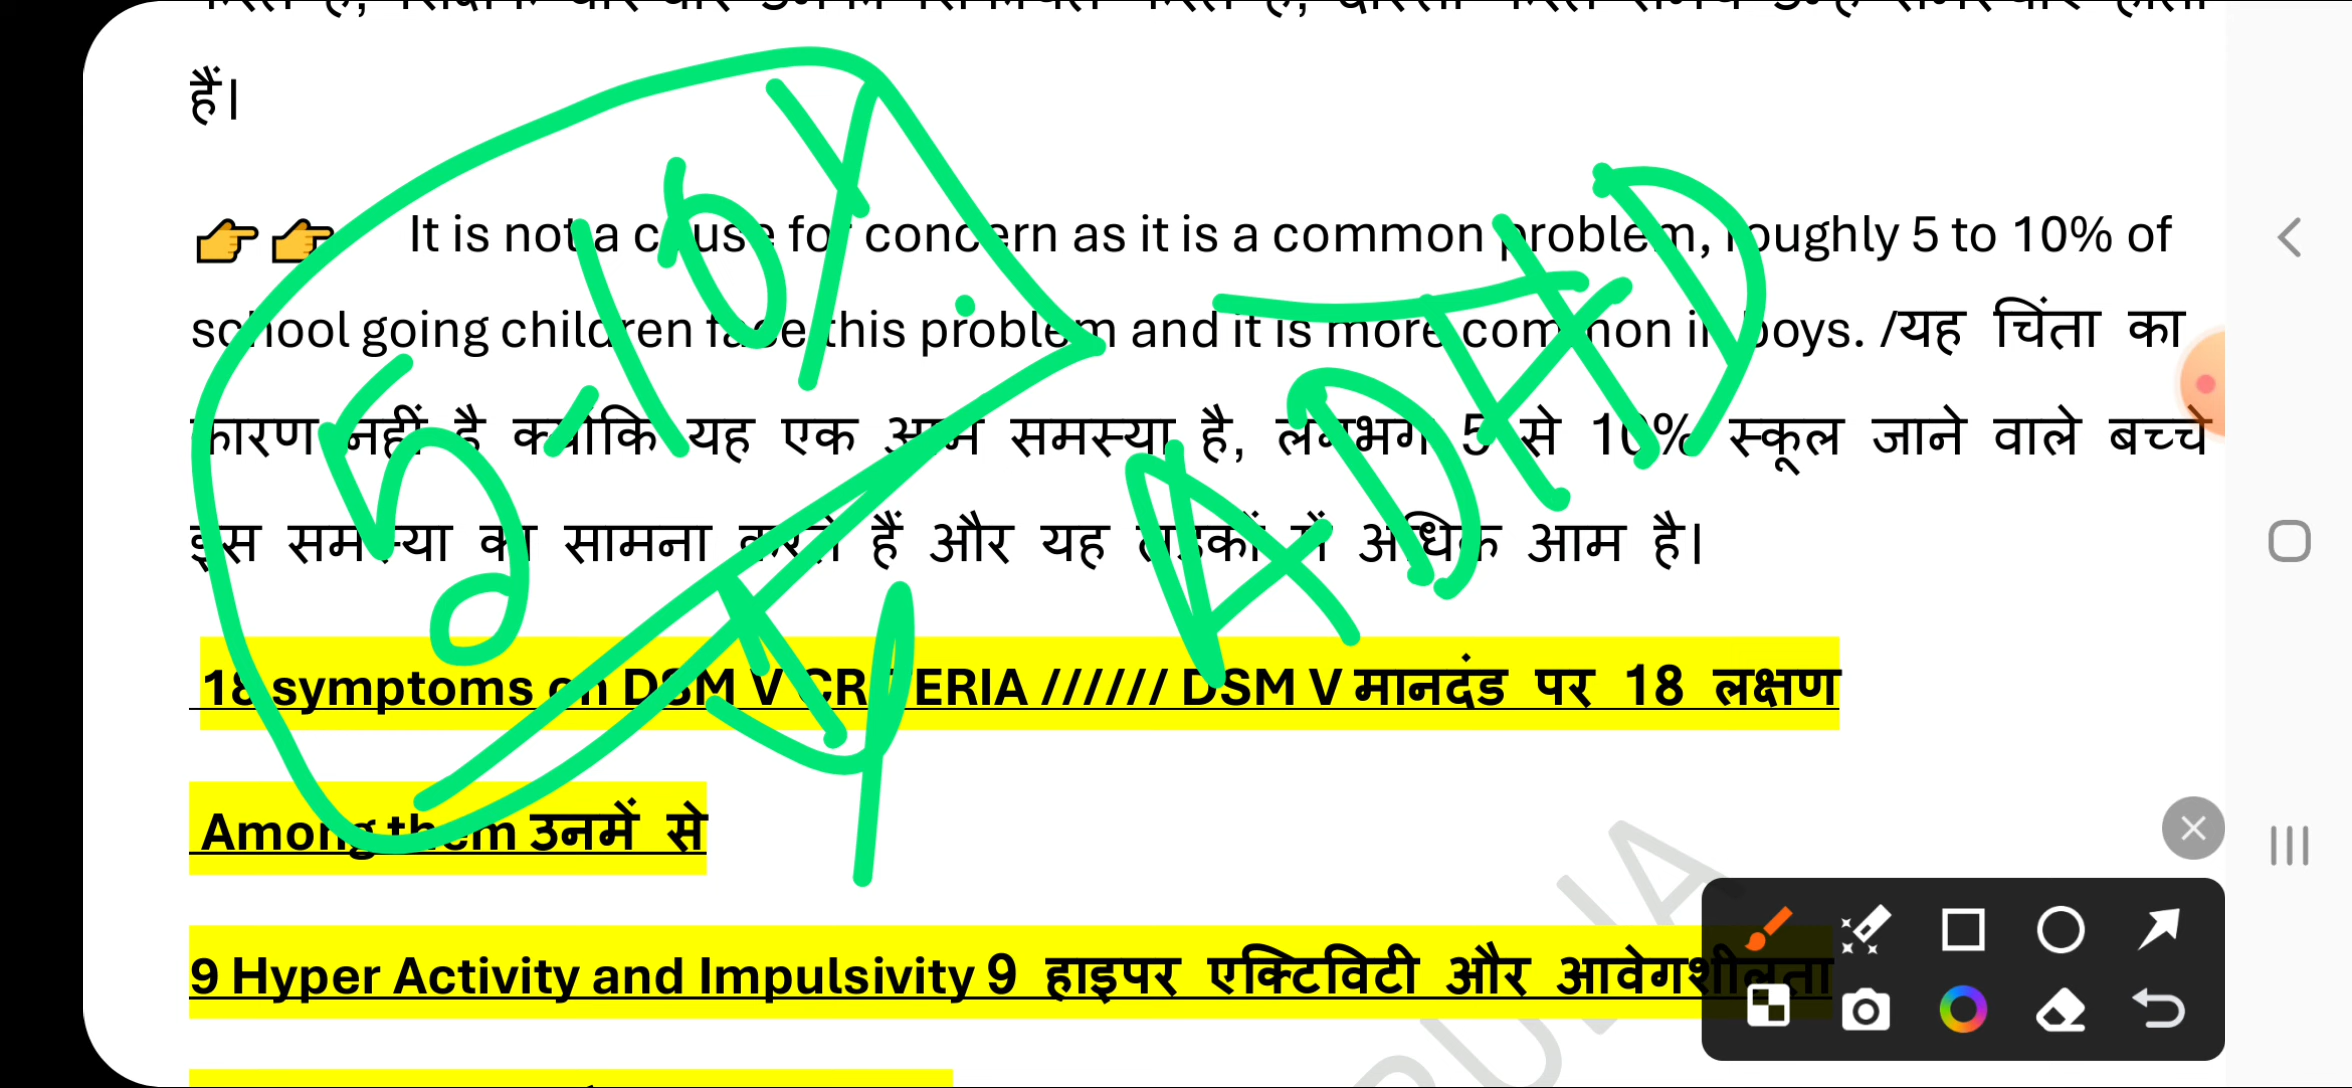 हैं।
👉👉 It is not a cause for concern as it is a common problem, roughly 5 to 10% of
school going children face this problem and it is more common in boys. /यह चिंता का
कारण नहीं है क्योंकि यह एक आम समस्या है, लगभग 5 से 10% स्कूल जाने वाले बच्चे
इस समस्या का सामना करते हैं और यह लड़कों में अधिक आम है।
5-10%
ADHD
18 symptoms on DSM V CRITERIA ////// DSM V मानदंड पर 18 लक्षण
Among them उनमें से
9 Hyper Activity and Impulsivity 9 हाइपर एक्टिविटी और आवेगशीलता